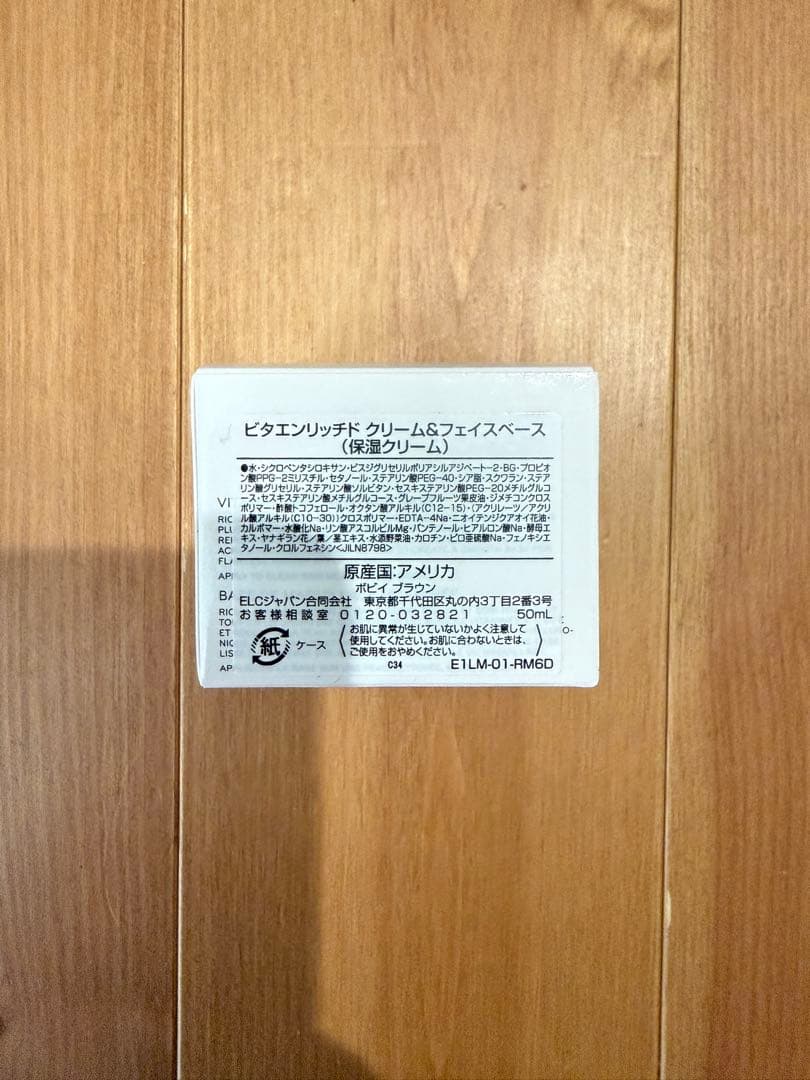 ビタエンリッチド クリーム&フェイスベース
(保湿クリーム)
●水・シクロペンタシロキサン・ビスジグリセリルポリアシルアジペート-2・BG・プロピオ
ン酸PPG-2ミリスチル・セタノール・ステアリン酸PEG-40・シア脂・スクワラン・ステア
リン酸グリセリル・ステアリン酸ソルビタン・セスキステアリン酸PEG-20メチルグルコ
ース・セスキステアリン酸メチルグルコース・グレープフルーツ果皮油・ジメチコンクロス
ポリマー・酢酸トコフェロール・オクタン酸アルキル(C12-15)・(アクリレーツ/アクリ
ル酸アルキル(C10-30))クロスポリマー・EDTA-4Na・ニオイテンジクアオイ花油・
カルボマー・水酸化Na・リン酸アスコルビルMg・パンテノール・ヒアルロン酸Na・酵母エ
キス・ヤナギラン花/葉/茎エキス・水添野菜油・カロチン・ピロ亜硫酸Na・フェノキシエ
タノール・クロルフェネシン<JILN8798>
原産国:アメリカ
ボビイ ブラウン
ELCジャパン合同会社 東京都千代田区丸の内3丁目2番3号
お客様相談室 0120-032821 50mL
紙 ケース
お肌に異常が生じていないかよく注意して
使用してください。お肌に合わないときは、
ご使用をおやめください。
C34 E1LM-01-RM6D
VI
RIC
PLU
REI
AC
FL
AP
BA
RIC
TO
ET
NIC
LIS
AP